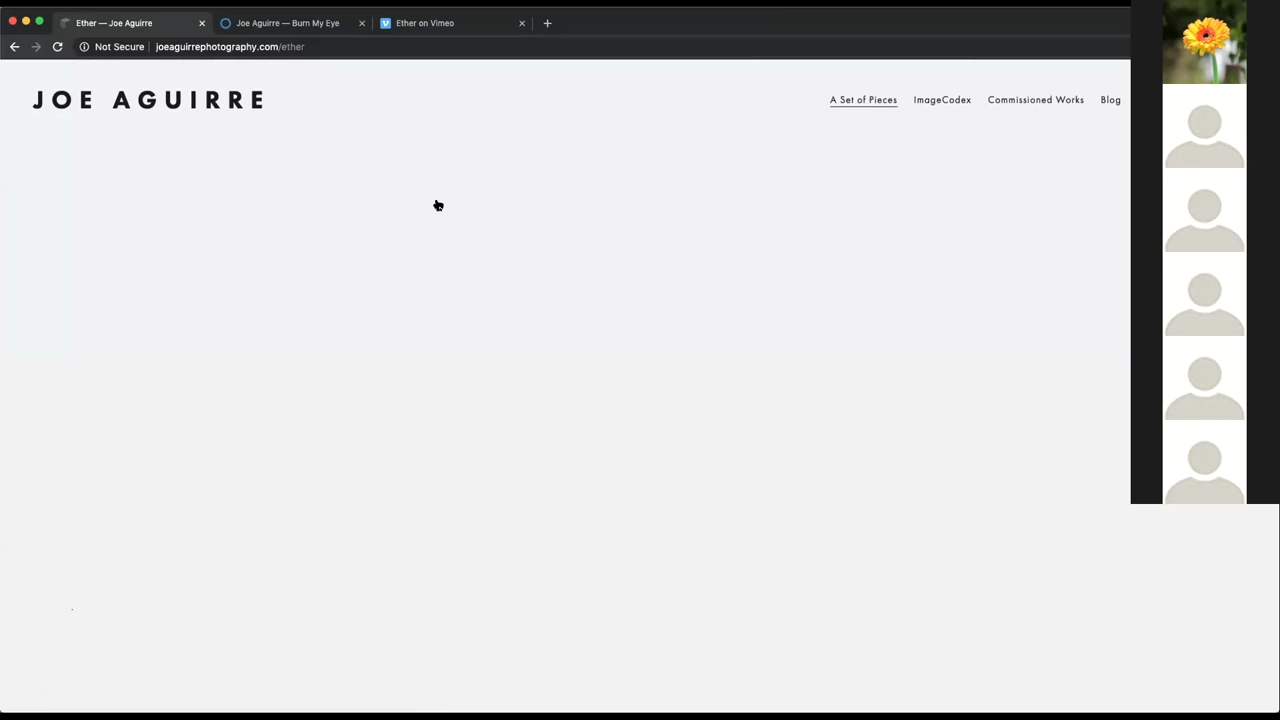 Ether — Joe Aguirre
Joe Aguirre — Burn My Eye
Ether on Vimeo
Not Secure
joeaguirrephotography.com/ether
JOE AGUIRRE
A Set of Pieces
ImageCodex
Commissioned Works
Blog